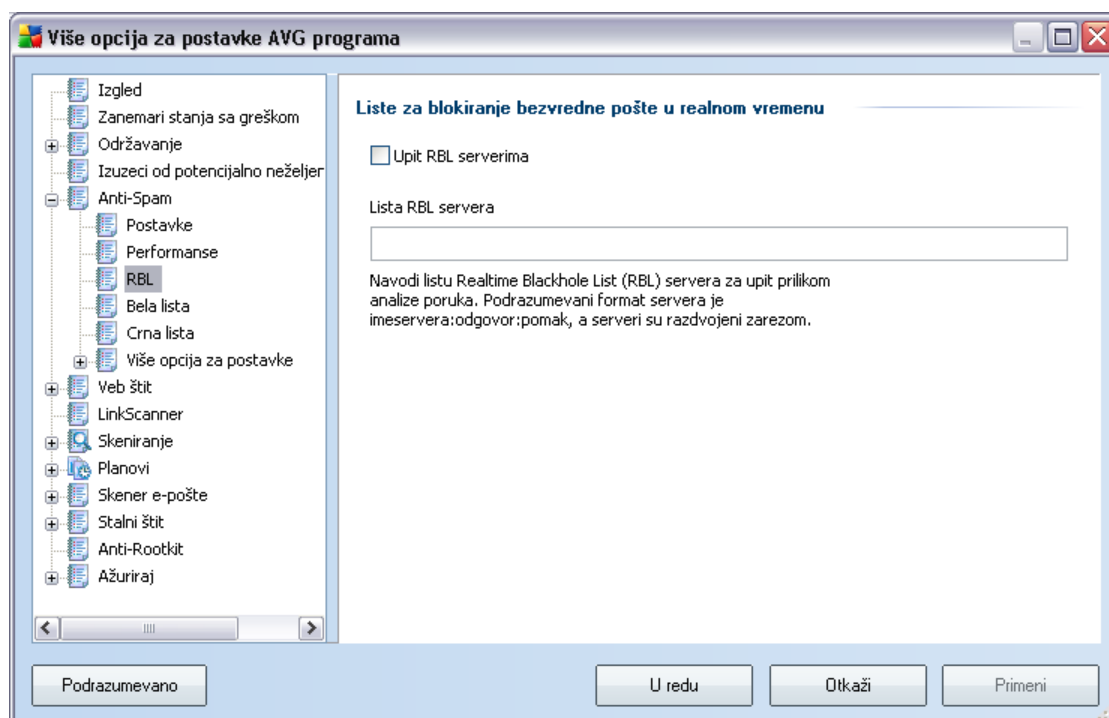 Više opcija za postavke AVG programa
Izgled
Zanemari stanja sa greškom
Održavanje
Izuzeci od potencijalno neželjer
Anti-Spam
Postavke
Performanse
RBL
Bela lista
Crna lista
Više opcija za postavke
Veb štit
LinkScanner
Skeniranje
Planovi
Skener e-pošte
Stalni štit
Anti-Rootkit
Ažuriraj
Liste za blokiranje bezvredne pošte u realnom vremenu
Upit RBL serverima
Lista RBL servera
Navodi listu Realtime Blackhole List (RBL) servera za upit prilikom
analize poruka. Podrazumevani format servera je
imeservera:odgovor:pomak, a serveri su razdvojeni zarezom.
Podrazumevano
U redu
Otkaži
Primeni